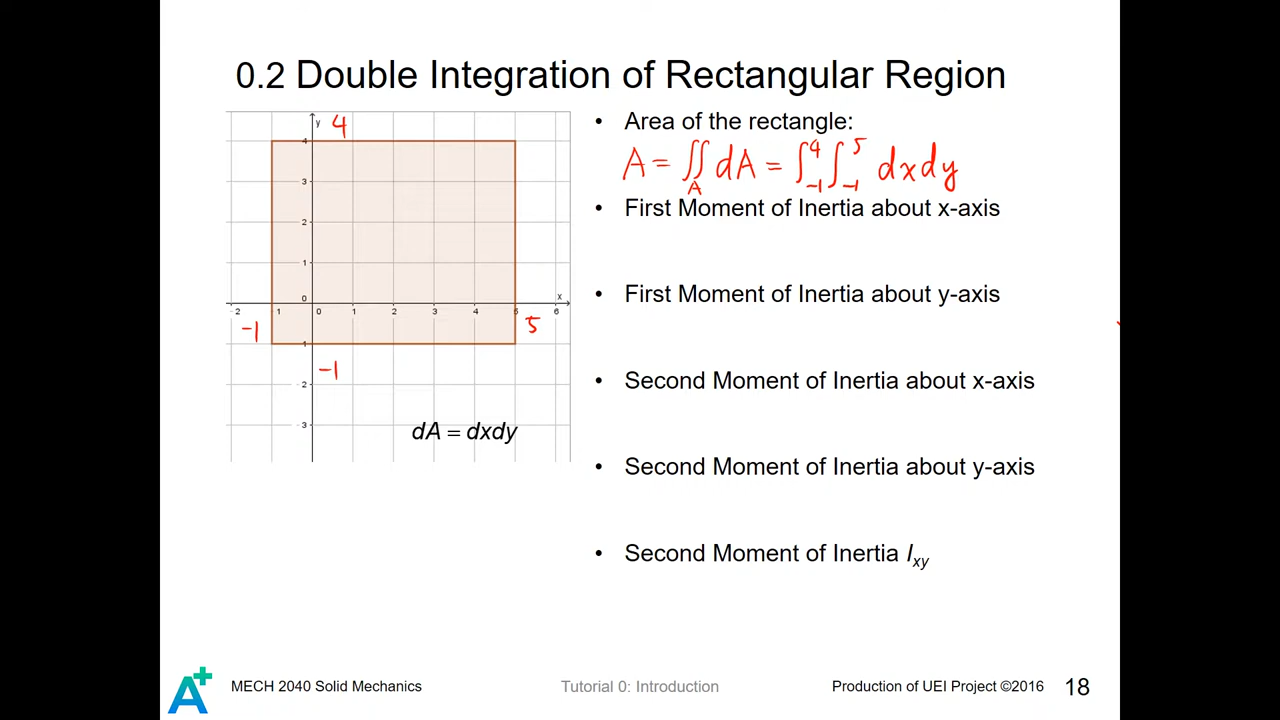 0.2 Double Integration of Rectangular Region
y
4
4
3
2
1
0
x
- 2
- 1
0
1
2
3
4
5
6
-1
5
- 1
-1
- 2
- 3
dA = dxdy
• Area of the rectangle:
A = ∬_A dA = ∫_{-1}^{4} ∫_{-1}^{5} dxdy
• First Moment of Inertia about x-axis
• First Moment of Inertia about y-axis
• Second Moment of Inertia about x-axis
• Second Moment of Inertia about y-axis
• Second Moment of Inertia I_xy
A+
MECH 2040 Solid Mechanics
Tutorial 0: Introduction
Production of UEI Project ©2016
18